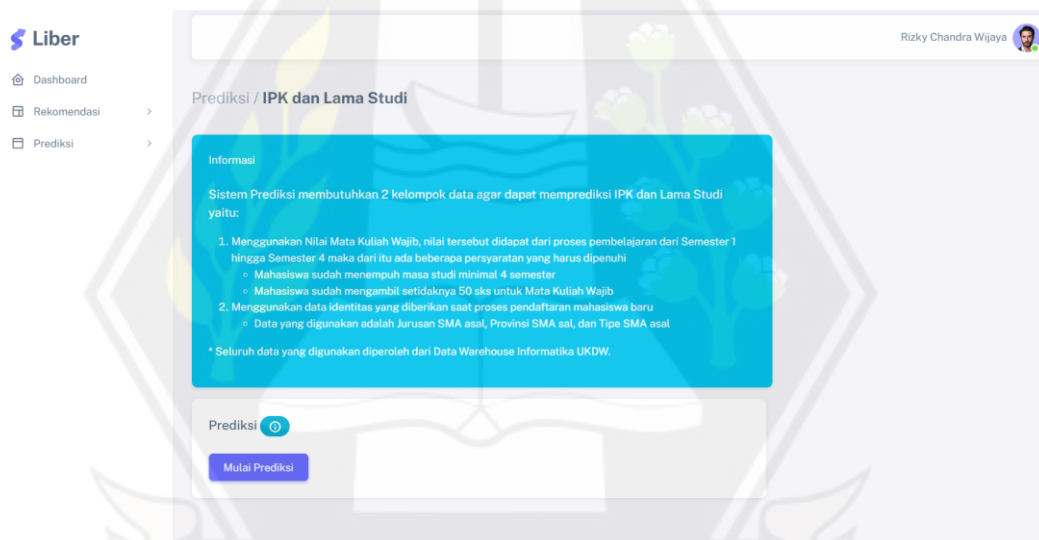 Liber
Rizky Chandra Wijaya
Dashboard
Rekomendasi
Prediksi
Prediksi / IPK dan Lama Studi
Informasi
Sistem Prediksi membutuhkan 2 kelompok data agar dapat memprediksi IPK dan Lama Studi
yaitu:
1. Menggunakan Nilai Mata Kuliah Wajib, nilai tersebut didapat dari proses pembelajaran dari Semester 1
hingga Semester 4 maka dari itu ada beberapa persyaratan yang harus dipenuhi
Mahasiswa sudah menempuh masa studi minimal 4 semester
Mahasiswa sudah mengambil setidaknya 50 sks untuk Mata Kuliah Wajib
2. Menggunakan data identitas yang diberikan saat proses pendaftaran mahasiswa baru
Data yang digunakan adalah Jurusan SMA asal, Provinsi SMA sal, dan Tipe SMA asal
* Seluruh data yang digunakan diperoleh dari Data Warehouse Informatika UKDW.
Prediksi
Mulai Prediksi